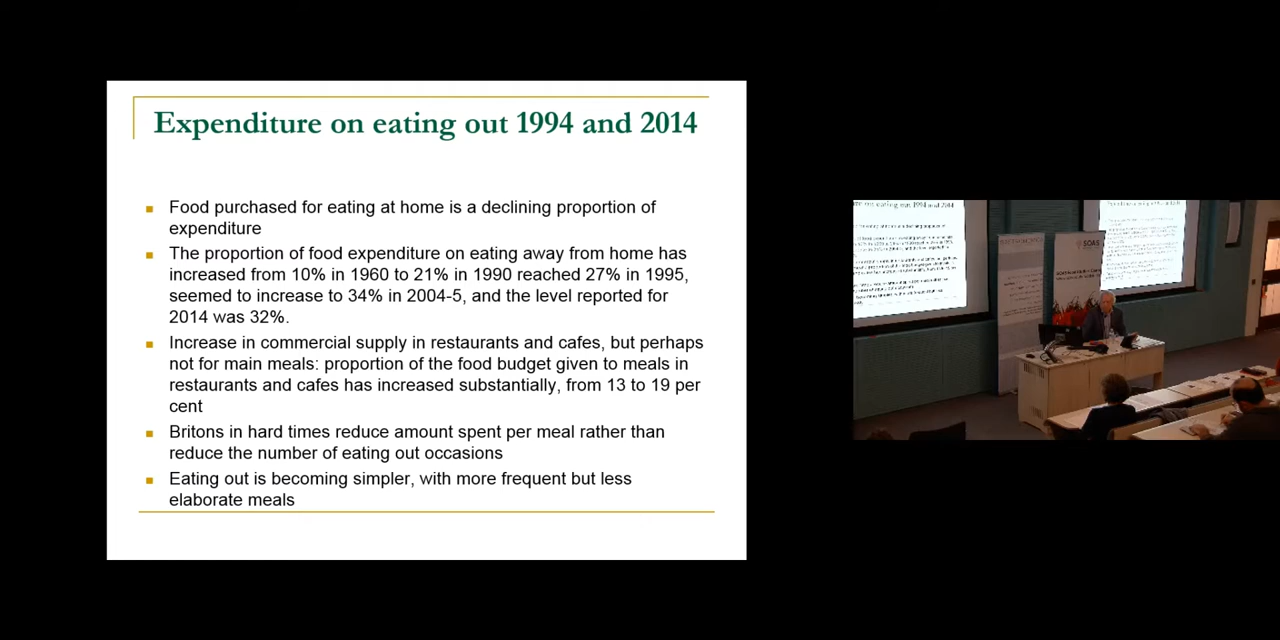 Expenditure on eating out 1994 and 2014
Food purchased for eating at home is a declining proportion of
expenditure
The proportion of food expenditure on eating away from home has
increased from 10% in 1960 to 21% in 1990 reached 27% in 1995,
seemed to increase to 34% in 2004-5, and the level reported for
2014 was 32%.
Increase in commercial supply in restaurants and cafes, but perhaps
not for main meals: proportion of the food budget given to meals in
restaurants and cafes has increased substantially, from 13 to 19 per
cent
Britons in hard times reduce amount spent per meal rather than
reduce the number of eating out occasions
Eating out is becoming simpler, with more frequent but less
elaborate meals
SOAS